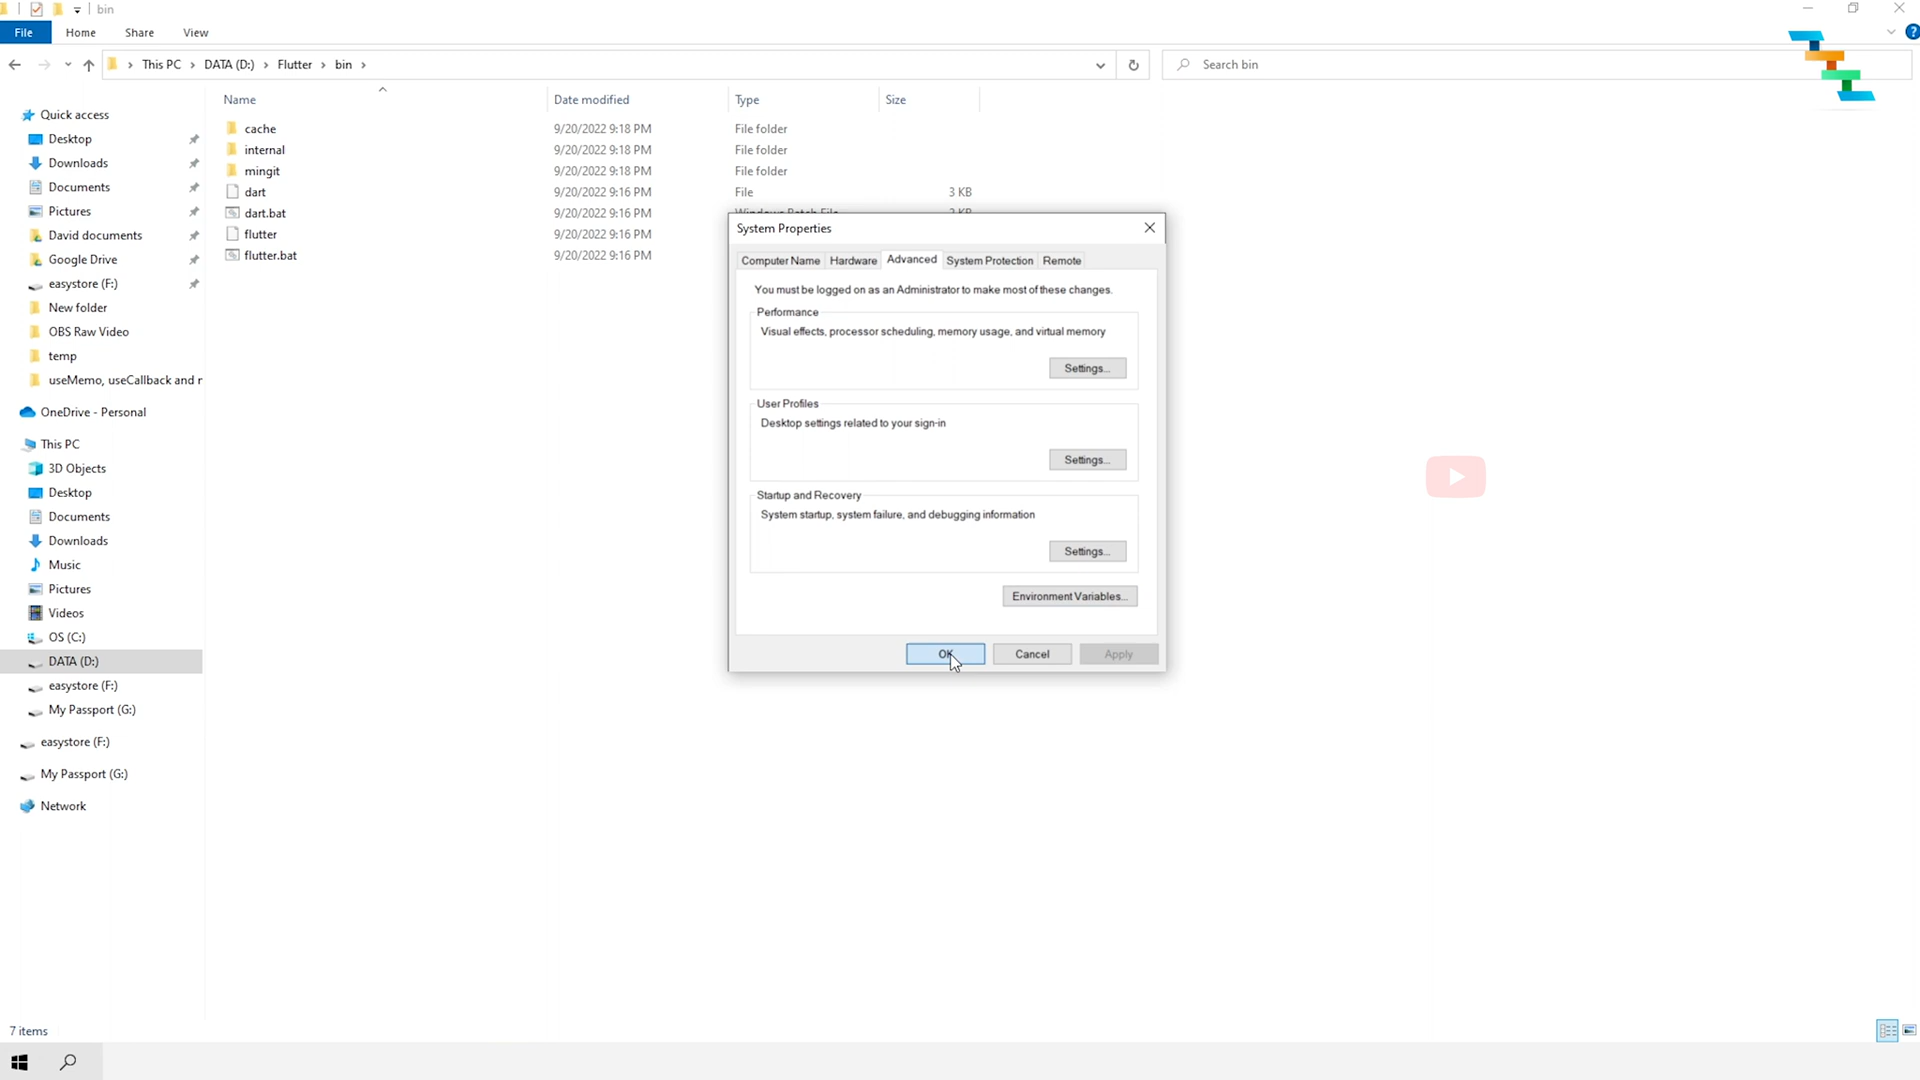 bin
File Home Share View
This PC DATA (D:) Flutter bin
Search bin
Name Date modified Type Size
cache 9/20/2022 9:18 PM File folder
internal 9/20/2022 9:18 PM File folder
mingit 9/20/2022 9:18 PM File folder
dart 9/20/2022 9:16 PM File 3 KB
dart.bat 9/20/2022 9:16 PM Windows Batch File 2 KB
flutter 9/20/2022 9:16 PM
flutter.bat 9/20/2022 9:16 PM
Quick access
Desktop
Downloads
Documents
Pictures
David documents
Google Drive
easystore (F:)
New folder
OBS Raw Video
temp
useMemo, useCallback and r
OneDrive - Personal
This PC
3D Objects
Desktop
Documents
Downloads
Music
Pictures
Videos
OS (C:)
DATA (D:)
easystore (F:)
My Passport (G:)
easystore (F:)
My Passport (G:)
Network
System Properties
Computer Name Hardware Advanced System Protection Remote
You must be logged on as an Administrator to make most of these changes.
Performance
Visual effects, processor scheduling, memory usage, and virtual memory
Settings...
User Profiles
Desktop settings related to your sign-in
Settings...
Startup and Recovery
System startup, system failure, and debugging information
Settings...
Environment Variables...
OK Cancel Apply
7 items